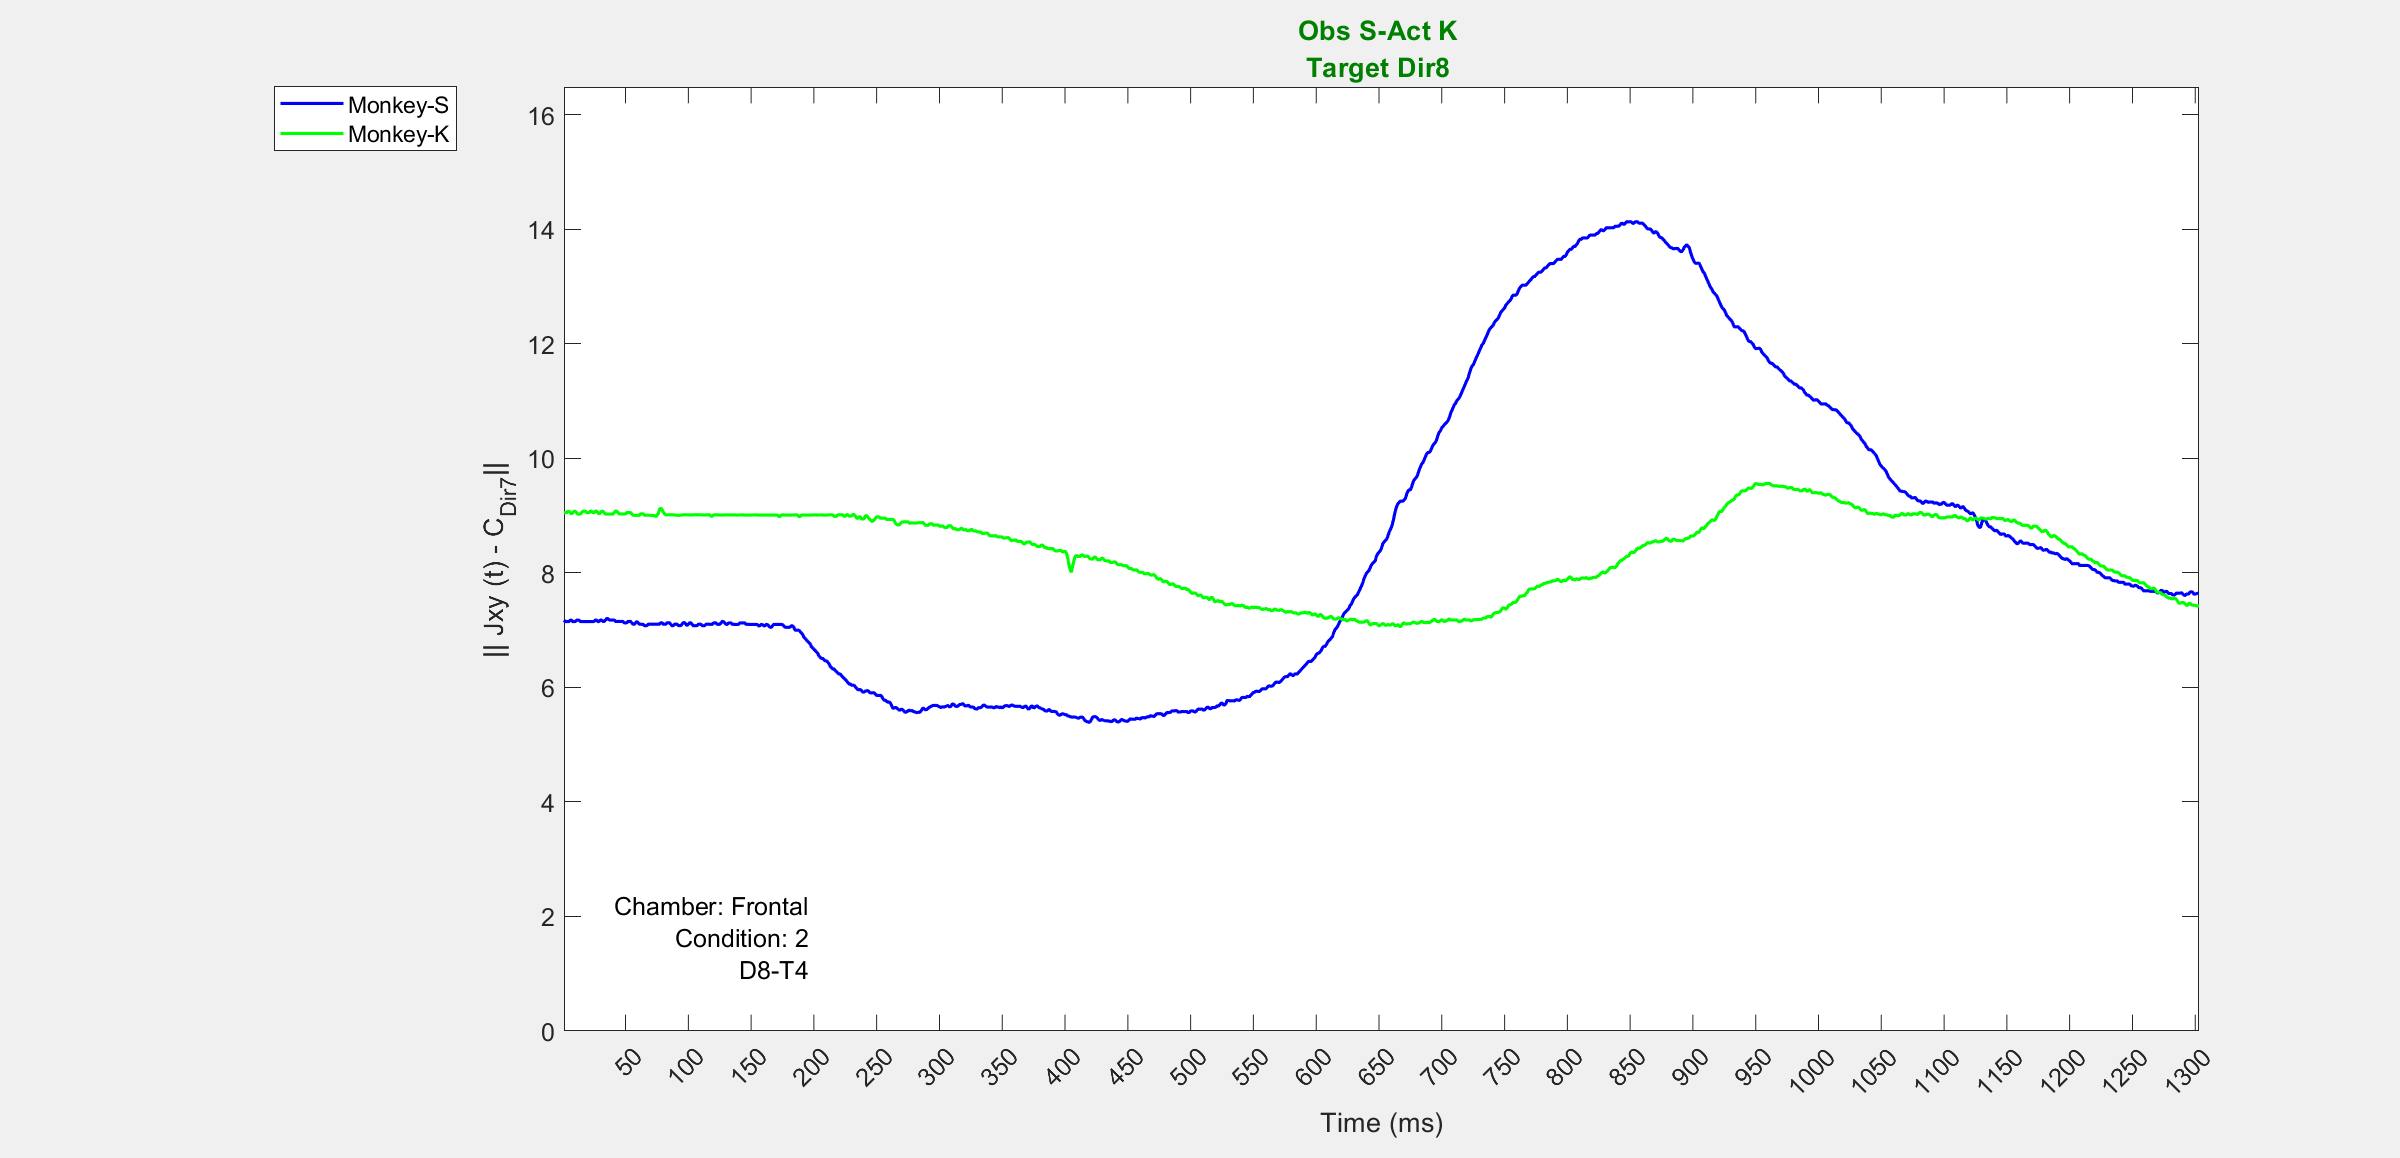 Obs S-Act K
Target Dir8
Monkey-S
Monkey-K
16
14
12
10
8
6
4
2
0
|| Jxy (t) - C_Dir7||
Chamber: Frontal
Condition: 2
D8-T4
50 100 150 200 250 300 350 400 450 500 550 600 650 700 750 800 850 900 950 1000 1050 1100 1150 1200 1250 1300
Time (ms)